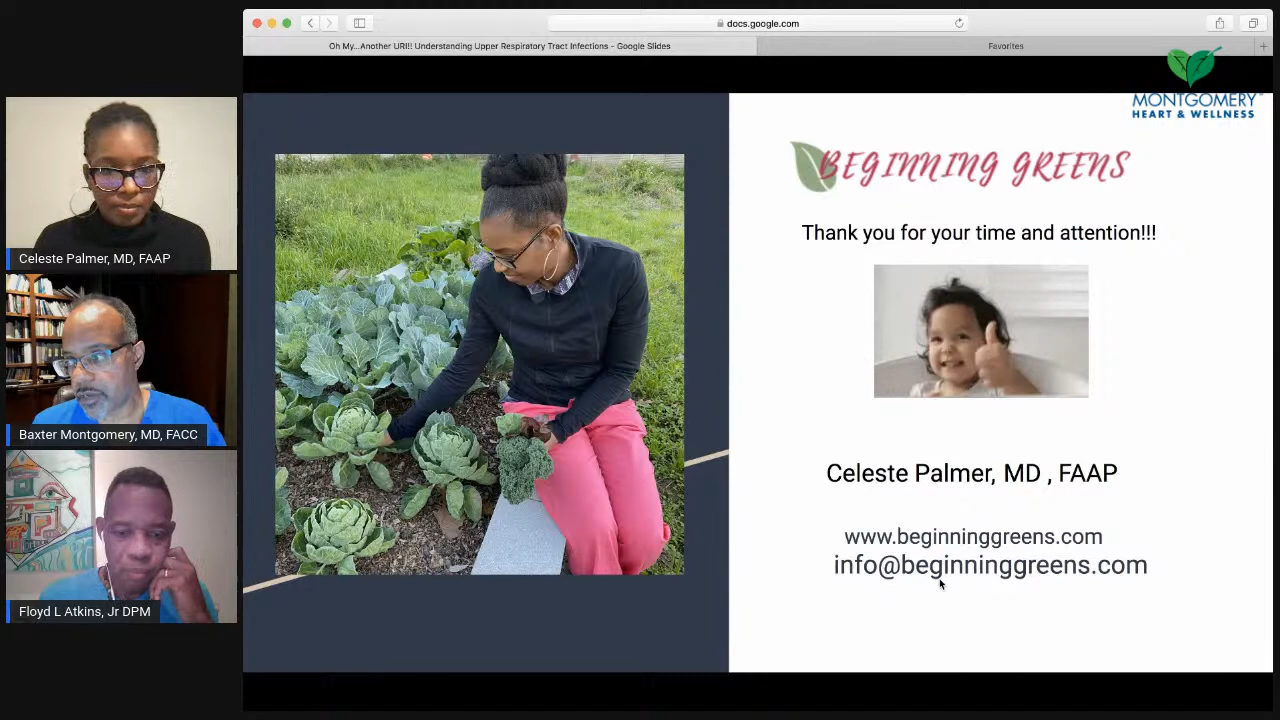 docs.google.com
Oh My...Another URI!! Understanding Upper Respiratory Tract Infections - Google Slides
Favorites
MONTGOMERY
HEART & WELLNESS
BEGINNING GREENS
Thank you for your time and attention!!!
Celeste Palmer, MD , FAAP
www.beginninggreens.com
info@beginninggreens.com
Celeste Palmer, MD, FAAP
Baxter Montgomery, MD, FACC
Floyd L Atkins, Jr DPM